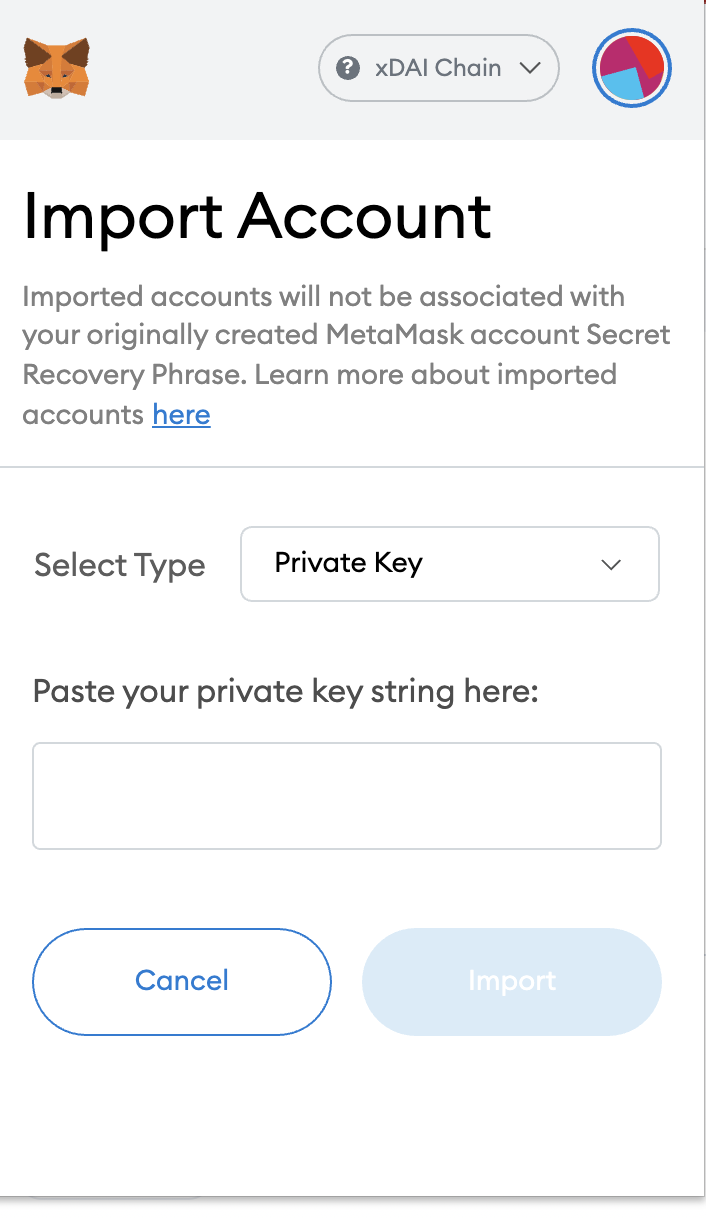 ? xDAI Chain
Import Account
Imported accounts will not be associated with
your originally created MetaMask account Secret
Recovery Phrase. Learn more about imported
accounts here
Select Type Private Key
Paste your private key string here:
Cancel Import